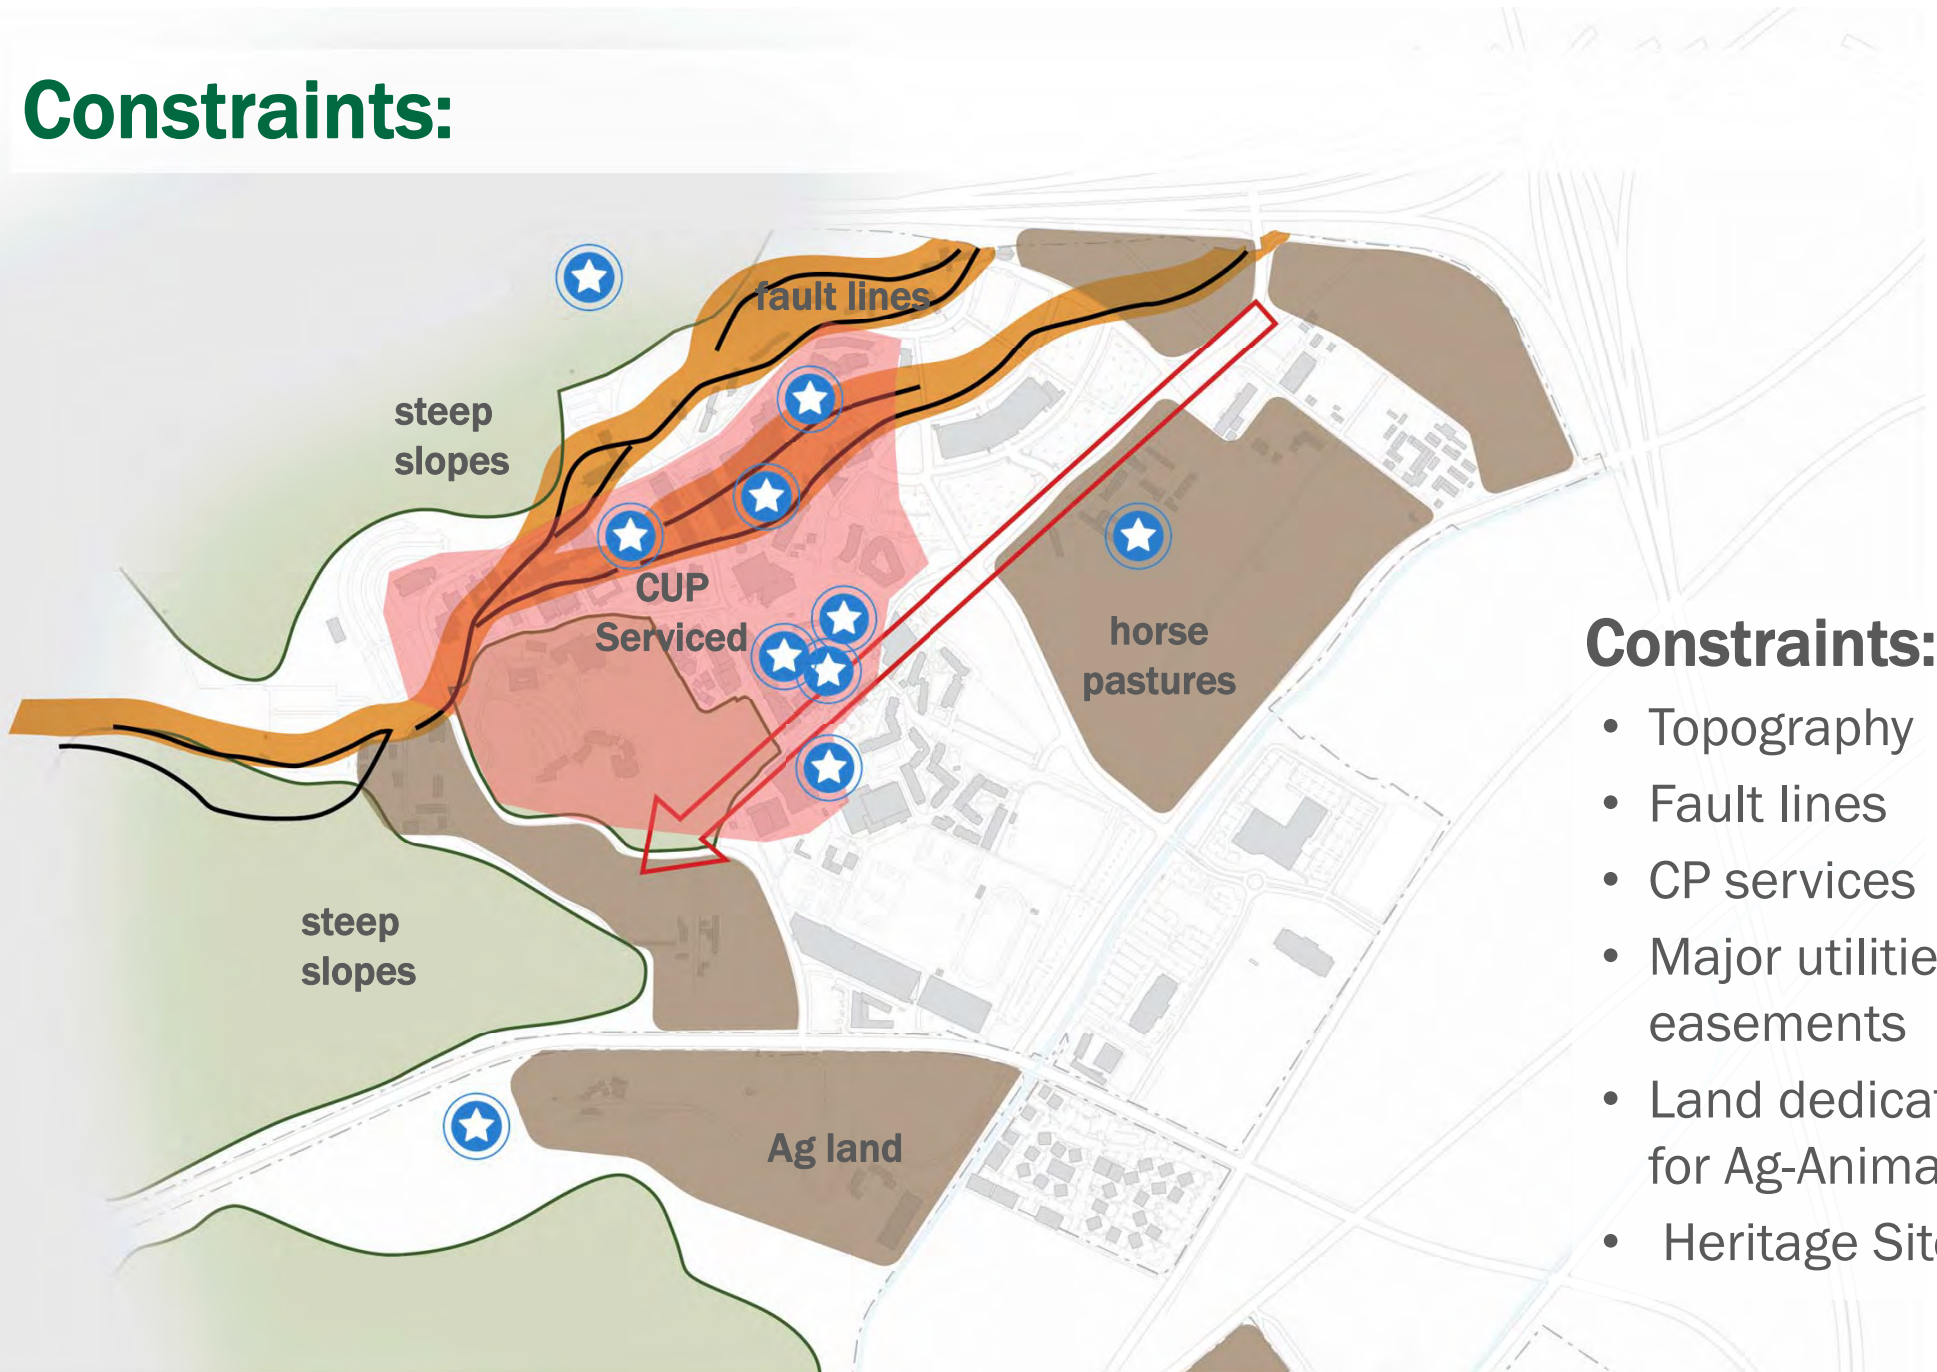 Constraints:
fault lines
steep
slopes
CUP
Serviced
horse
pastures
steep
slopes
Ag land
Constraints:
• Topography
• Fault lines
• CP services
• Major utilitie
easements
• Land dedicat
for Ag-Anima
• Heritage Sit